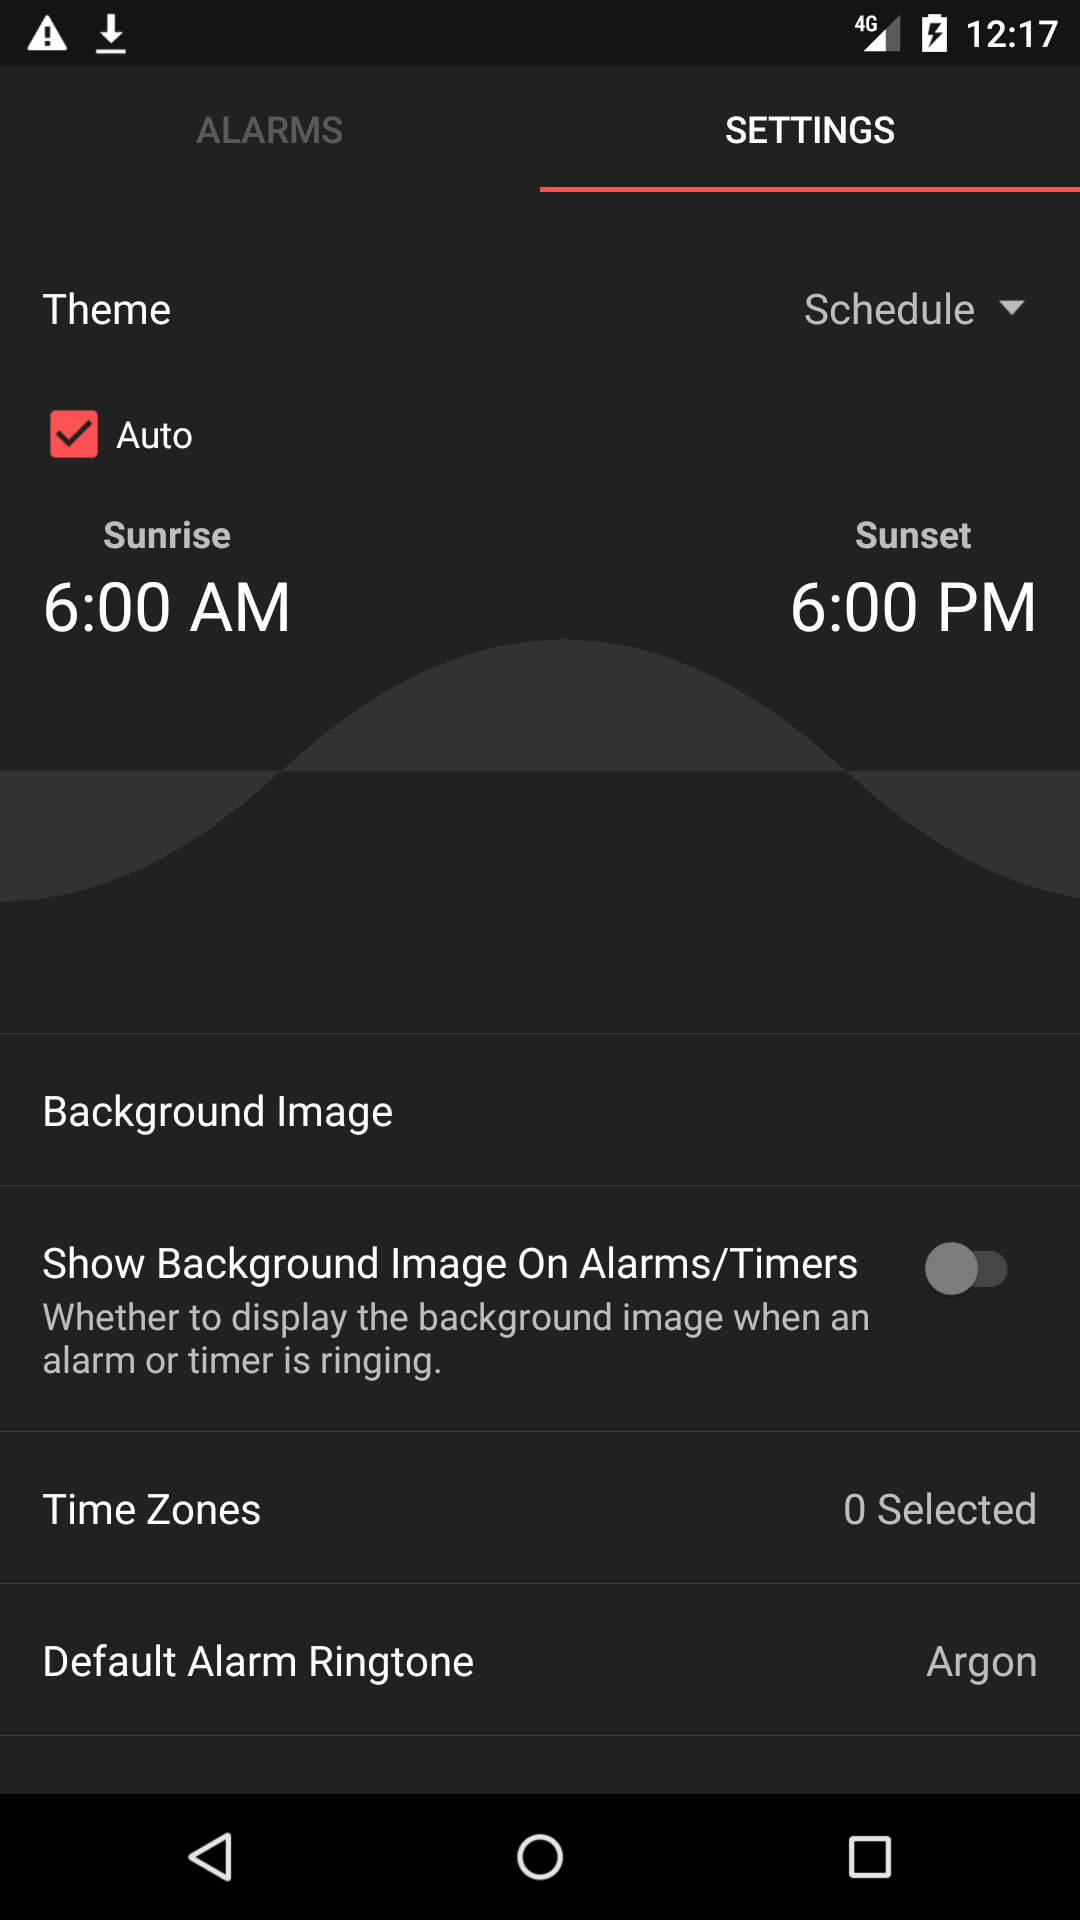 4G 12:17
ALARMS SETTINGS
Theme Schedule
Auto
Sunrise Sunset
6:00 AM 6:00 PM
Background Image
Show Background Image On Alarms/Timers
Whether to display the background image when an
alarm or timer is ringing.
Time Zones 0 Selected
Default Alarm Ringtone Argon